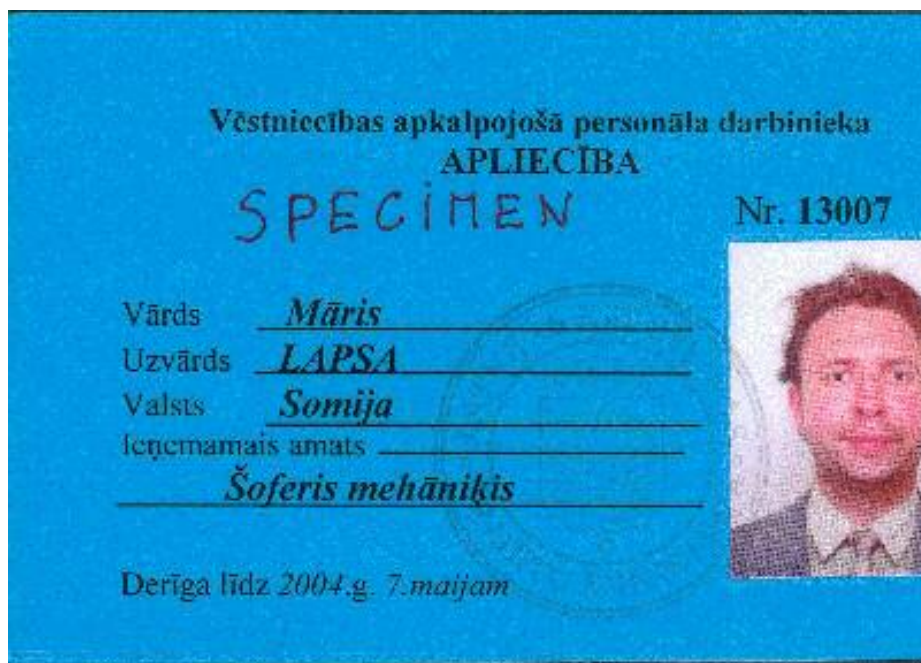 Vēstniecības apkalpojošā personāla darbinieka
APLIECĪBA
SPECIMEN
Nr. 13007
Vārds Māris
Uzvārds LAPSA
Valsts Somija
Ieņemamais amats
Šoferis mehāniķis
Derīga līdz 2004.g. 7.maijam